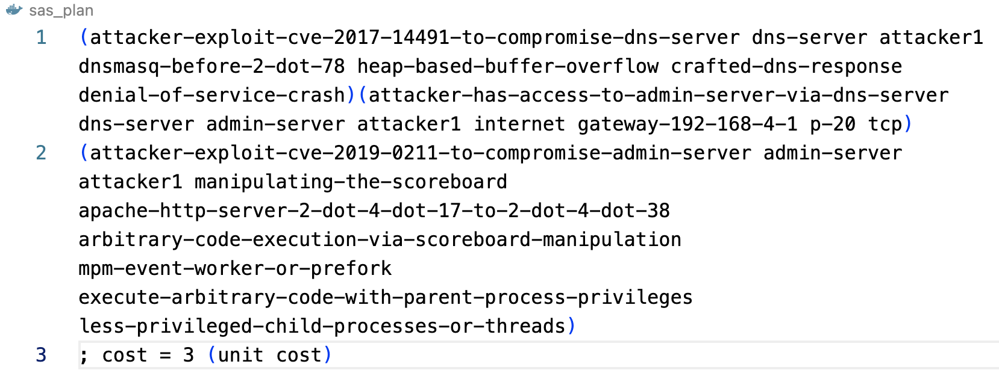 sas_plan
1 (attacker-exploit-cve-2017-14491-to-compromise-dns-server dns-server attacker1
dnsmasq-before-2-dot-78 heap-based-buffer-overflow crafted-dns-response
denial-of-service-crash)(attacker-has-access-to-admin-server-via-dns-server
dns-server admin-server attacker1 internet gateway-192-168-4-1 p-20 tcp)
2 (attacker-exploit-cve-2019-0211-to-compromise-admin-server admin-server
attacker1 manipulating-the-scoreboard
apache-http-server-2-dot-4-dot-17-to-2-dot-4-dot-38
arbitrary-code-execution-via-scoreboard-manipulation
mpm-event-worker-or-prefork
execute-arbitrary-code-with-parent-process-privileges
less-privileged-child-processes-or-threads)
3 ; cost = 3 (unit cost)